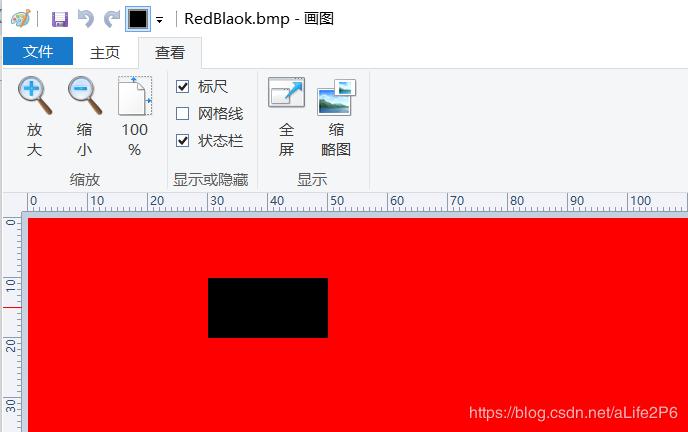 RedBlaok.bmp - 画图
文件 主页 查看
放大 缩小 100% 标尺 网格线 状态栏 全屏 缩略图
缩放 显示或隐藏 显示
0 10 20 30 40 50 60 70 80 90 100
0
10
20
30
https://blog.csdn.net/aLife2P6